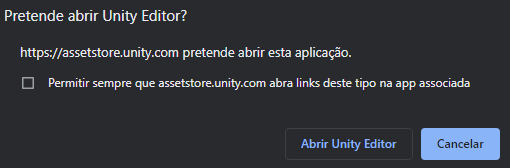 Pretende abrir Unity Editor?
https://assetstore.unity.com pretende abrir esta aplicação.
Permitir sempre que assetstore.unity.com abra links deste tipo na app associada
Abrir Unity Editor
Cancelar